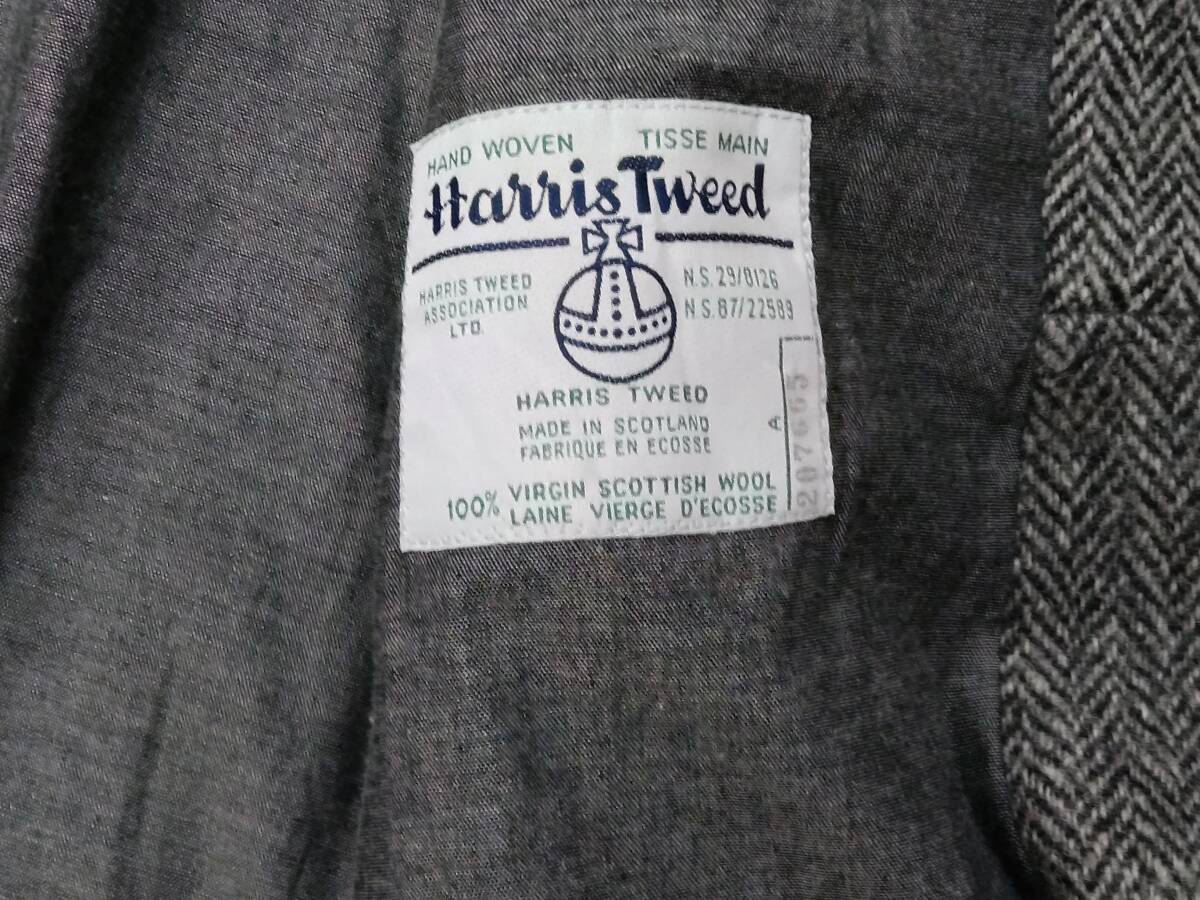 HAND WOVEN TISSE MAIN
Harris Tweed
HARRIS TWEED
ASSOCIATION
LTD.
N.S. 29/8126
N.S. 87/22589
HARRIS TWEED
MADE IN SCOTLAND
FABRIQUE EN ECOSSE
100% VIRGIN SCOTTISH WOOL
LAINE VIERGE D'ECOSSE
A
207665